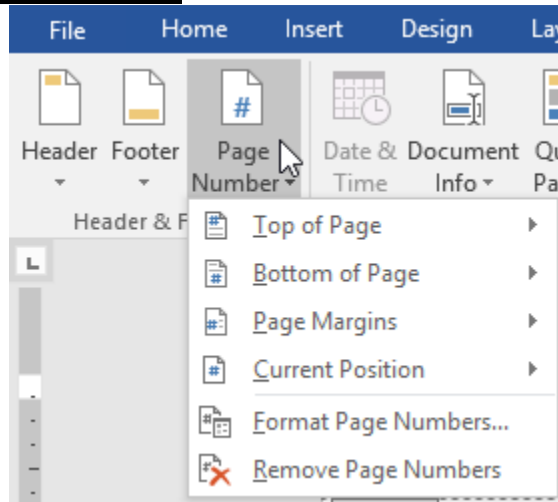 File Home Insert Design
Header Footer Page Date & Document
Number Time Info
Header & F
Top of Page
L
Bottom of Page
Page Margins
Current Position
Format Page Numbers...
Remove Page Numbers